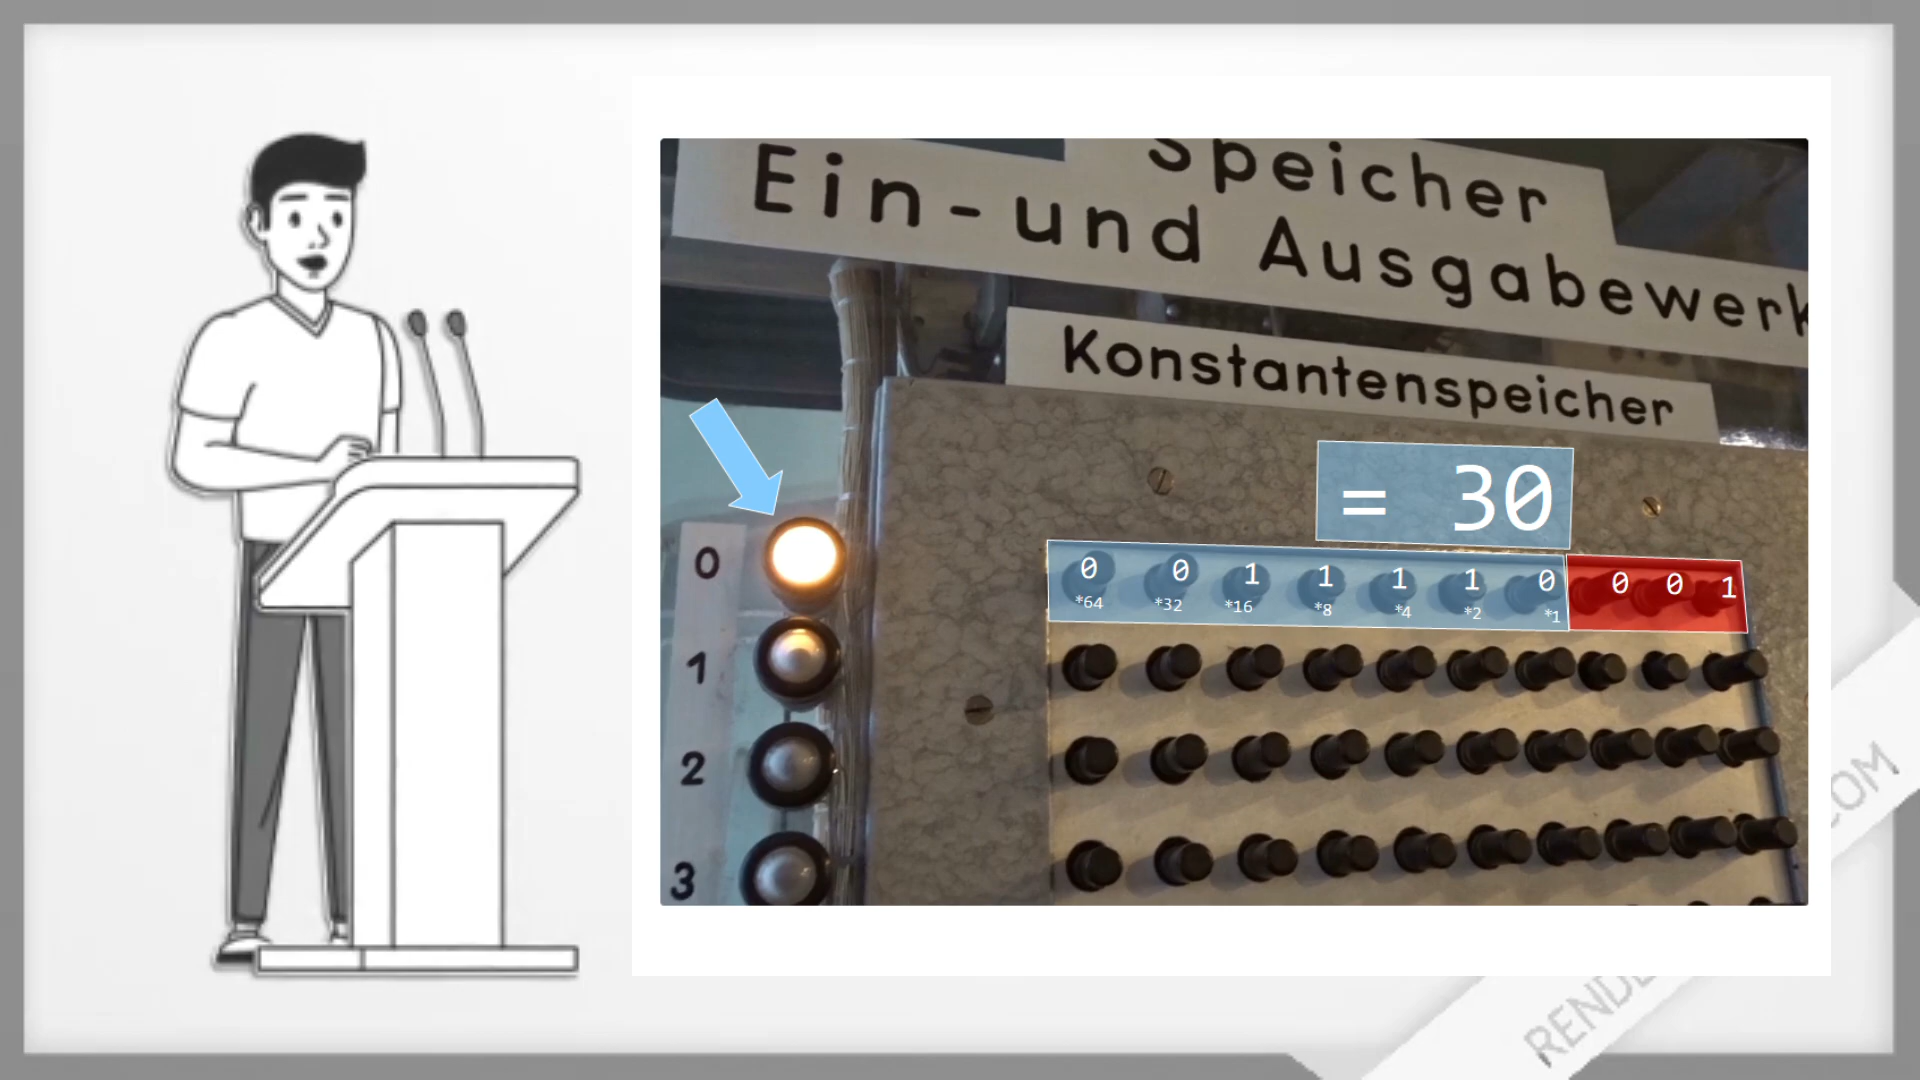 Speicher
Ein-und Ausgabewerk
Konstantenspeicher
= 30
0 0 0 1 1 1 1 0 0 0 1
*64 *32 *16 *8 *4 *2 *1
1
2
3
COM